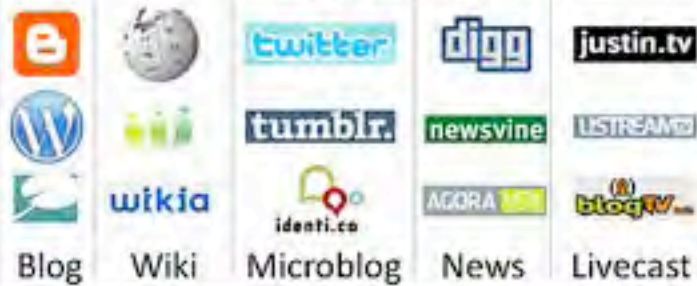 twitter digg justin.tv
tumblr. newsvine USTREAM
wikia identi.ca AGORA blogTV
Blog Wiki Microblog News Livecast